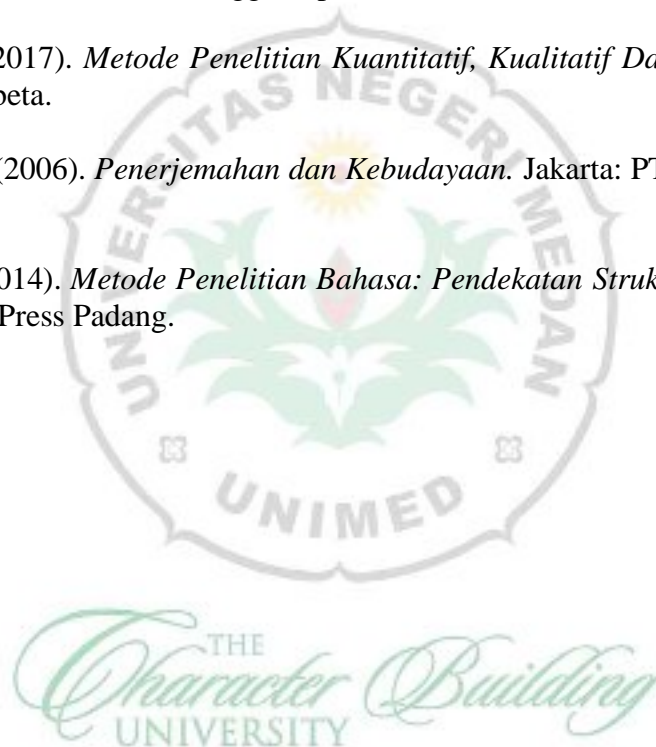 2017). Metode Penelitian Kuantitatif, Kualitatif Da
beta.
(2006). Penerjemahan dan Kebudayaan. Jakarta: PT
014). Metode Penelitian Bahasa: Pendekatan Struk
Press Padang.
UNIVERSITAS NEGERI MEDAN
UNIMED
THE
Character Building
UNIVERSITY